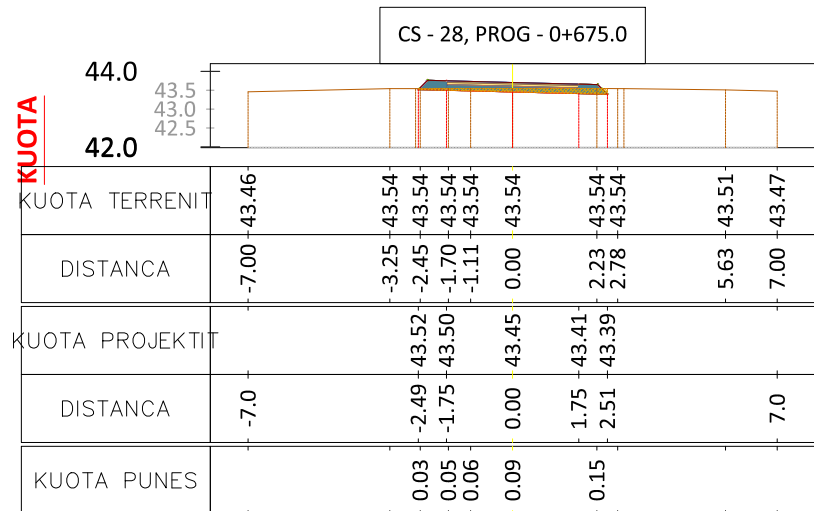 CS - 28, PROG - 0+675.0
KUOTA
44.0
43.5
43.0
42.5
42.0
KUOTA TERRENIT
43.46 43.54 43.54 43.54 43.54 43.54 43.54 43.54 43.51 43.47
DISTANCA
-7.00 -3.25 -2.45 -1.70 -1.11 0.00 2.23 2.78 5.63 7.00
KUOTA PROJEKTIT
43.52 43.50 43.45 43.41 43.39
DISTANCA
-7.0 -2.49 -1.75 0.00 1.75 2.51 7.0
KUOTA PUNES
0.03 0.05 0.06 0.09 0.15